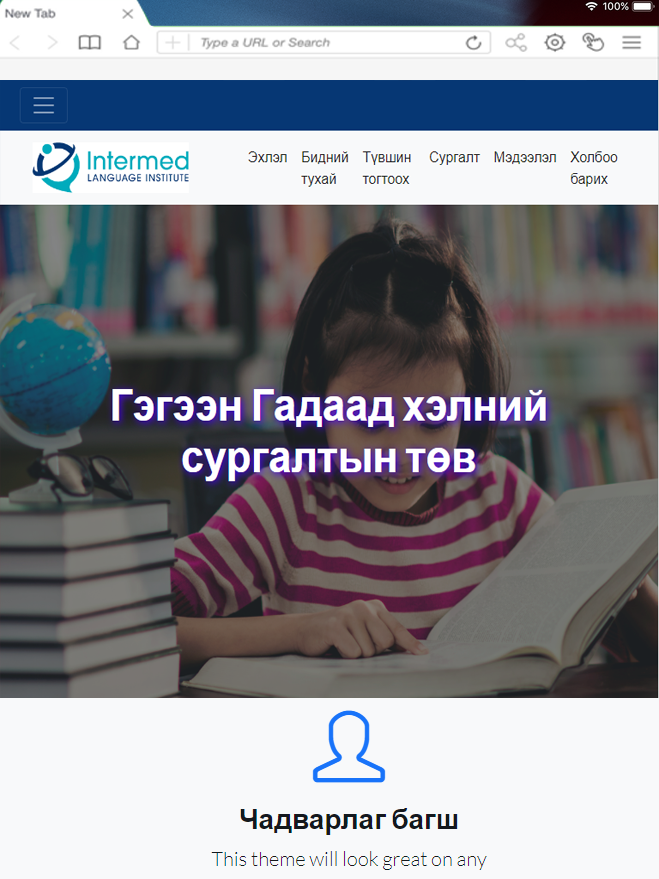 New Tab
100%
Type a URL or Search
Intermed
LANGUAGE INSTITUTE
Эхлэл
Бидний
тухай
Түвшин
тогтоох
Сургалт
Мэдээлэл
Холбоо
барих
Гэгээн Гадаад хэлний
сургалтын төв
Чадварлаг багш
This theme will look great on any